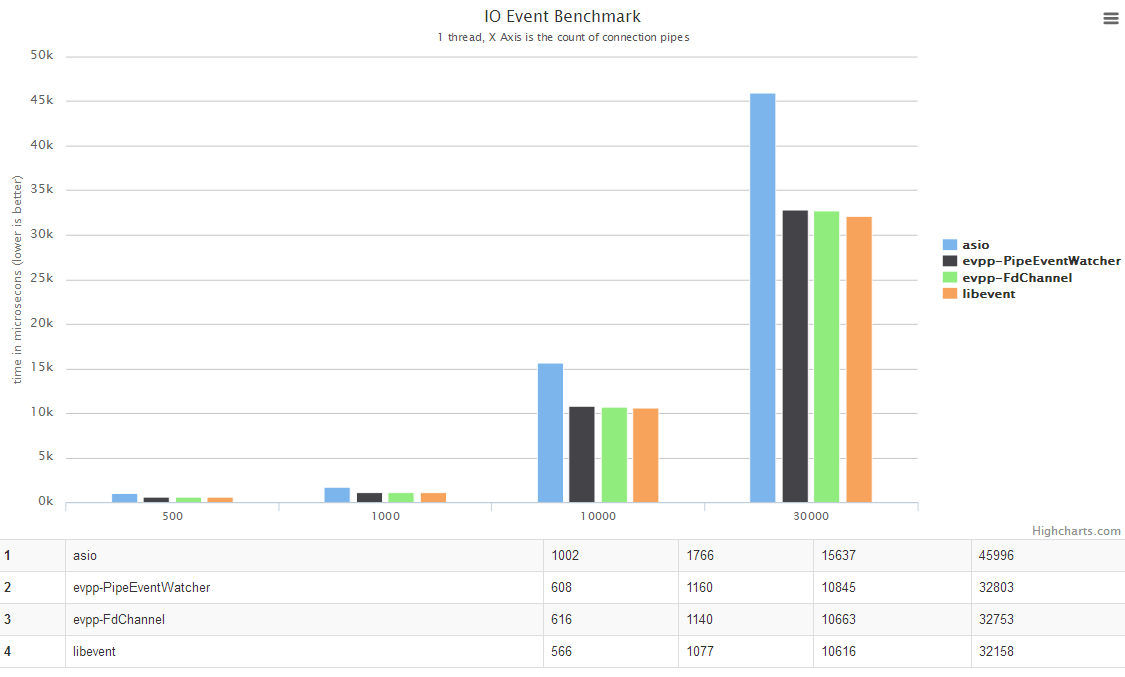 IO Event Benchmark
1 thread, X Axis is the count of connection pipes
time in microsecons (lower is better)
50k
45k
40k
35k
30k
25k
20k
15k
10k
5k
0k
500 1000 10000 30000
asio
evpp-PipeEventWatcher
evpp-FdChannel
libevent
Highcharts.com
1 asio 1002 1766 15637 45996
2 evpp-PipeEventWatcher 608 1160 10845 32803
3 evpp-FdChannel 616 1140 10663 32753
4 libevent 566 1077 10616 32158